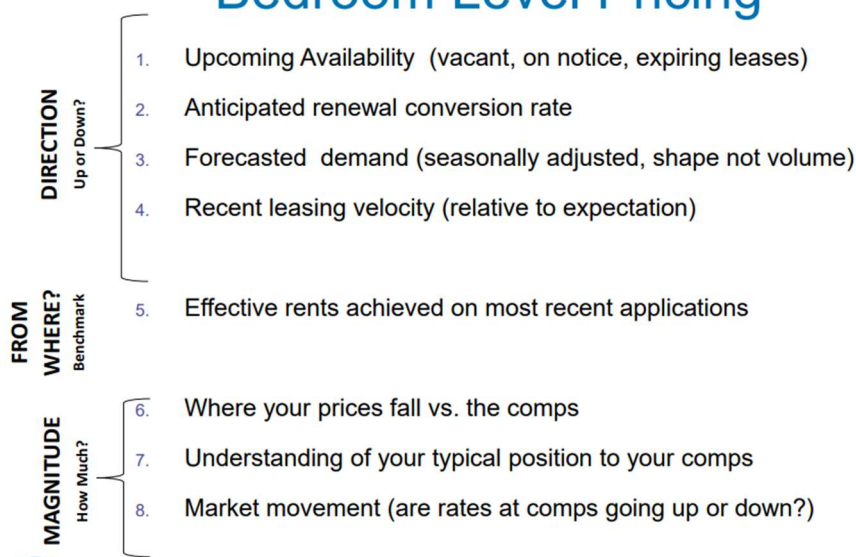 Bedroom Level Pricing
DIRECTION
Up or Down?
1. Upcoming Availability (vacant, on notice, expiring leases)
2. Anticipated renewal conversion rate
3. Forecasted demand (seasonally adjusted, shape not volume)
4. Recent leasing velocity (relative to expectation)
FROM
WHERE?
Benchmark
5. Effective rents achieved on most recent applications
MAGNITUDE
How Much?
6. Where your prices fall vs. the comps
7. Understanding of your typical position to your comps
8. Market movement (are rates at comps going up or down?)